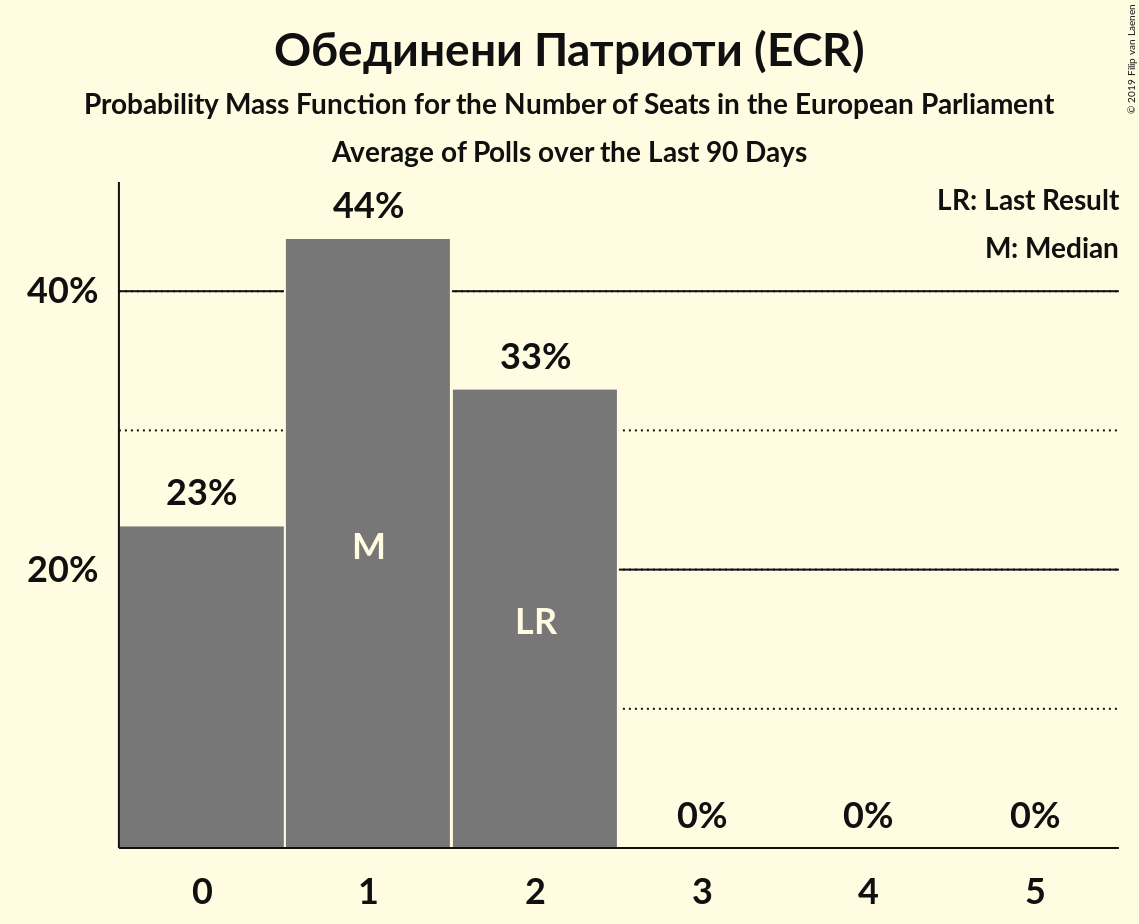 Обединени Патриоти (ECR)
Probability Mass Function for the Number of Seats in the European Parliament
Average of Polls over the Last 90 Days
© 2019 Filip van Laenen
LR: Last Result
M: Median
44%
40%
33%
23%
M
20%
LR
0% 0% 0%
0 1 2 3 4 5